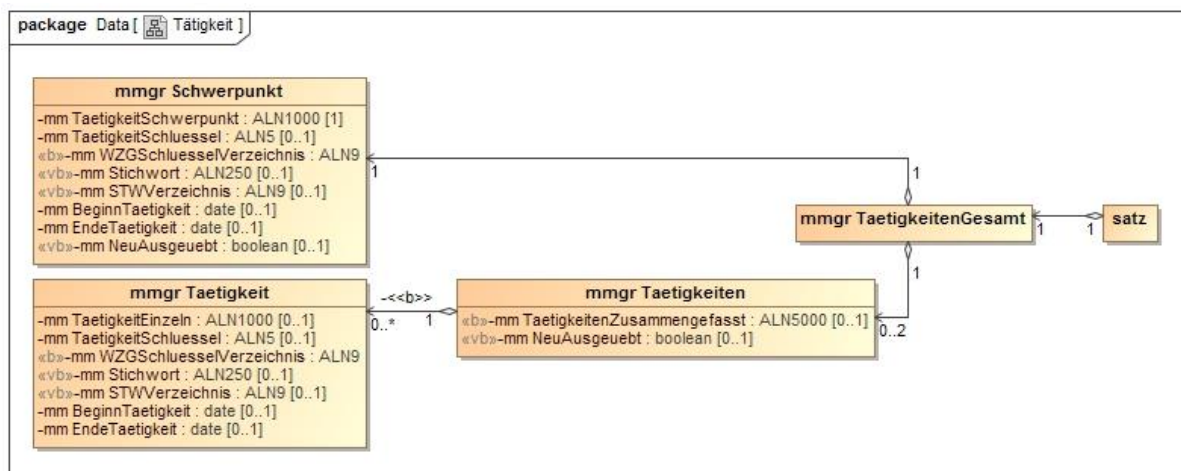 package Data [ Tätigkeit ]
mmgr Schwerpunkt
-mm TaetigkeitSchwerpunkt : ALN1000 [1]
-mm TaetigkeitSchluessel : ALN5 [0..1]
«b»-mm WZGSchluesselVerzeichnis : ALN9
«vb»-mm Stichwort : ALN250 [0..1]
«vb»-mm STWVerzeichnis : ALN9 [0..1]
-mm BeginnTaetigkeit : date [0..1]
-mm EndeTaetigkeit : date [0..1]
«vb»-mm NeuAusgeuebt : boolean [0..1]
1
1
mmgr TaetigkeitenGesamt
1
1
satz
1
mmgr Taetigkeit
-mm TaetigkeitEinzeln : ALN1000 [0..1]
-mm TaetigkeitSchluessel : ALN5 [0..1]
«b»-mm WZGSchluesselVerzeichnis : ALN9
«vb»-mm Stichwort : ALN250 [0..1]
«vb»-mm STWVerzeichnis : ALN9 [0..1]
-mm BeginnTaetigkeit : date [0..1]
-mm EndeTaetigkeit : date [0..1]
-<<b>>
0..*
1
mmgr Taetigkeiten
«b»-mm TaetigkeitenZusammengefasst : ALN5000 [0..1]
«vb»-mm NeuAusgeuebt : boolean [0..1]
0..2